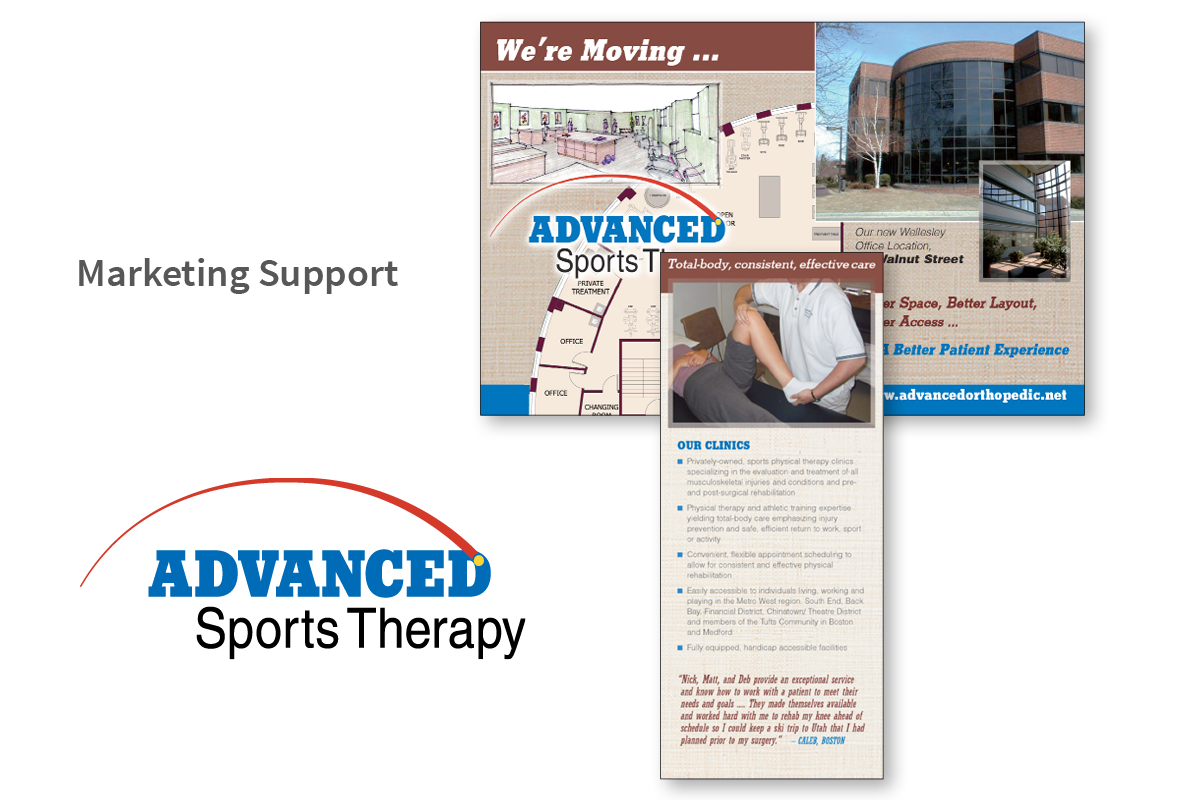 Marketing Support
We're Moving ...
ADVANCED
Sports Th
OPEN
PRIVATE
TREATMENT
OFFICE
OFFICE
CHANGING
ROOM
Our new Wellesley
Office Location,
Walnut Street
er Space, Better Layout,
er Access ...
A Better Patient Experience
w.advancedorthopedic.net
Total-body, consistent, effective care
OUR CLINICS
Privately-owned, sports physical therapy clinics
specializing in the evaluation and treatment of all
musculoskeletal injuries and conditions and pre-
and post-surgical rehabilitation
Physical therapy and athletic training expertise
yielding total-body care emphasizing injury
prevention and safe, efficient return to work, sport
or activity
Convenient, flexible appointment scheduling to
allow for consistent and effective physical
rehabilitation
Easily accessible to individuals living, working and
playing in the Metro West region. South End, Back
Bay, Financial District, Chinatown/ Theatre District
and members of the Tufts Community in Boston
and Medford
Fully equipped, handicap accessible facilities
"Nick, Matt, and Deb provide an exceptional service
and know how to work with a patient to meet their
needs and goals .... They made themselves available
and worked hard with me to rehab my knee ahead of
schedule so I could keep a ski trip to Utah that I had
planned prior to my surgery." – CALEB, BOSTON
ADVANCED
Sports Therapy